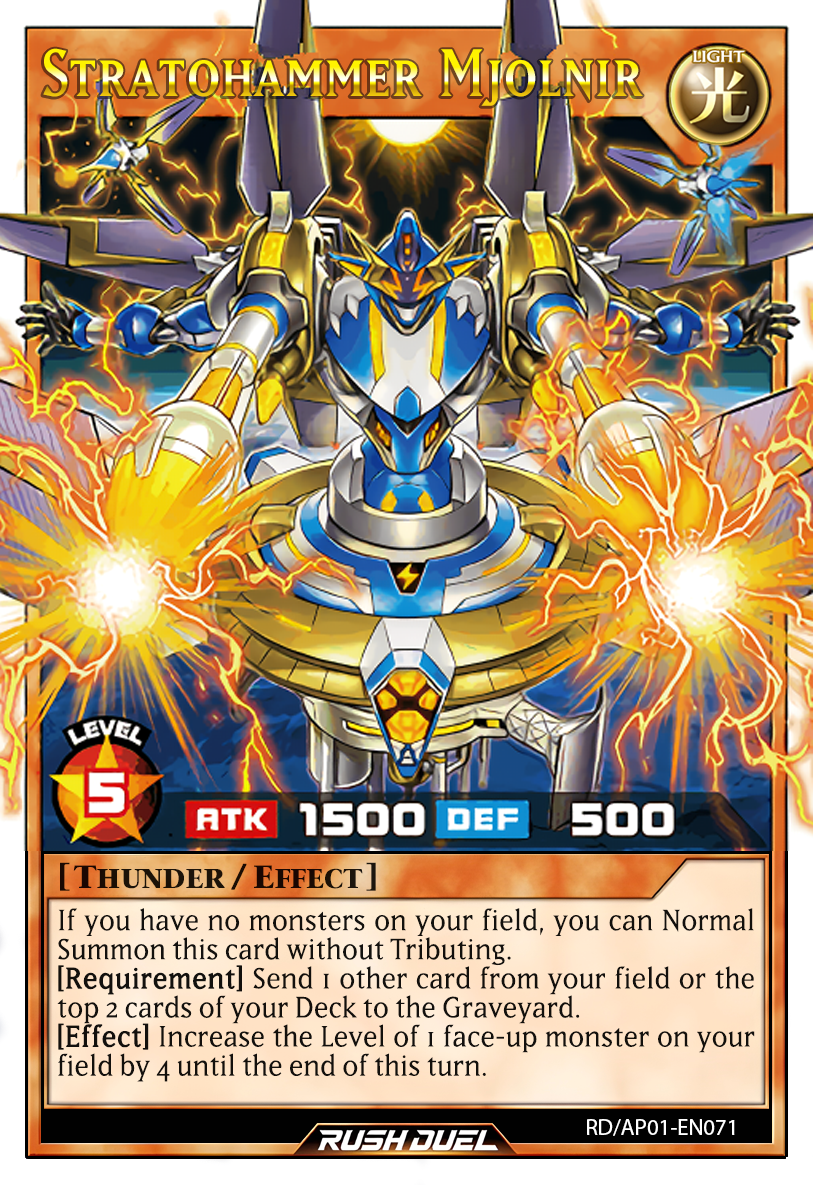 Stratohammer Mjolnir
LIGHT
光
LEVEL
5
ATK 1500 DEF 500
[Thunder / Effect]
If you have no monsters on your field, you can Normal
Summon this card without Tributing.
[Requirement] Send 1 other card from your field or the
top 2 cards of your Deck to the Graveyard.
[Effect] Increase the Level of 1 face-up monster on your
field by 4 until the end of this turn.
RD/AP01-EN071
RUSH DUEL